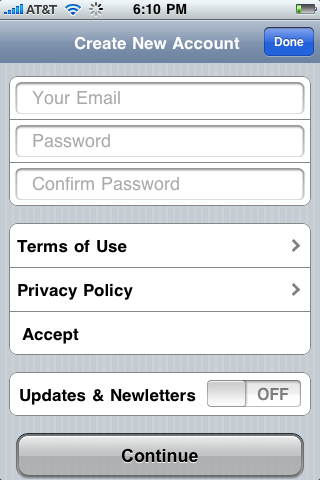 AT&T 6:10 PM
Create New Account Done
Your Email
Password
Confirm Password
Terms of Use
Privacy Policy
Accept
Updates & Newletters OFF
Continue